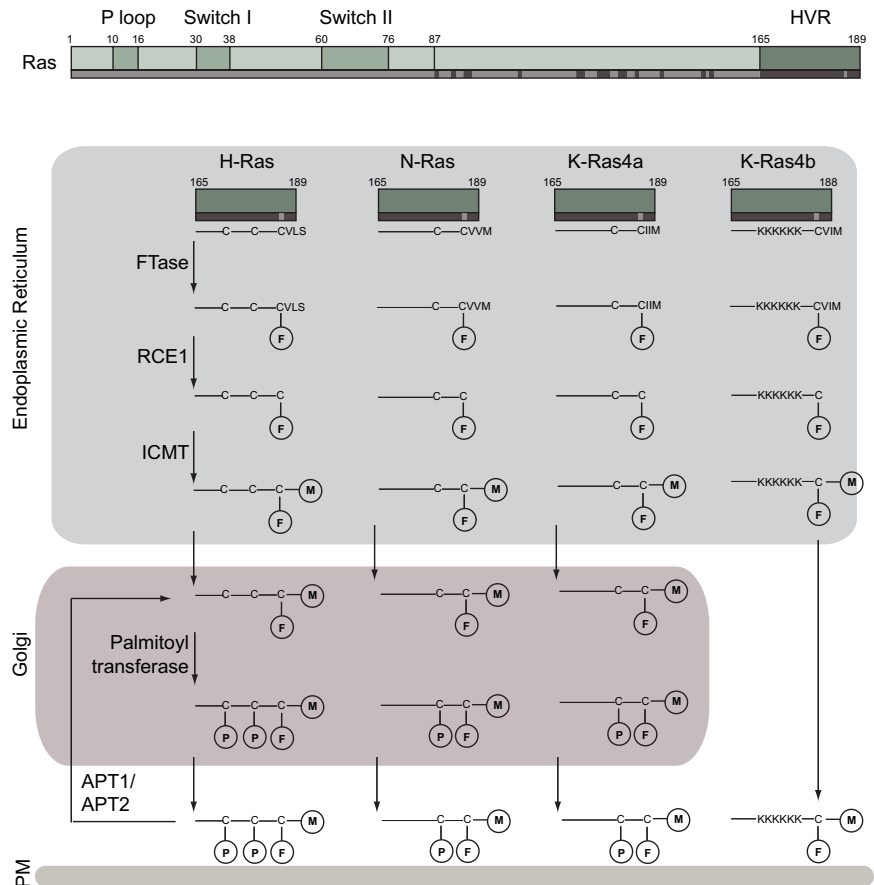 P loop Switch I Switch II HVR
1 10 16 30 38 60 76 87 165 189
Ras
Endoplasmic Reticulum
H-Ras N-Ras K-Ras4a K-Ras4b
165 189 165 189 165 189 165 188
C C CVLS C CVVM C CIIM KKKKKK CVIM
FTase
C C CVLS C CVVM C CIIM KKKKKK CVIM
F F F F
RCE1
C C C C C C C KKKKKK C
F F F F
ICMT
C C C M C C M C C M KKKKKK C M
F F F F
Golgi
C C C M C C M C C M
F F F
Palmitoyl
transferase
C C C M C C M C C M
P P F P F P F
APT1/
APT2
C C C M C C M C C M KKKKKK C M
P P F P F P F F
PM